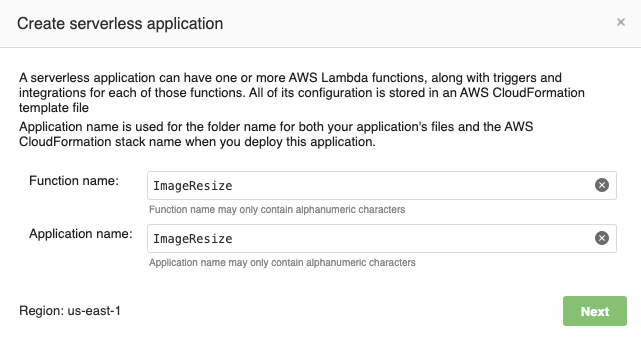 Create serverless application
×
A serverless application can have one or more AWS Lambda functions, along with triggers and
integrations for each of those functions. All of its configuration is stored in an AWS CloudFormation
template file
Application name is used for the folder name for both your application's files and the AWS
CloudFormation stack name when you deploy this application.
Function name: ImageResize
Function name may only contain alphanumeric characters
Application name: ImageResize
Application name may only contain alphanumeric characters
Region: us-east-1
Next